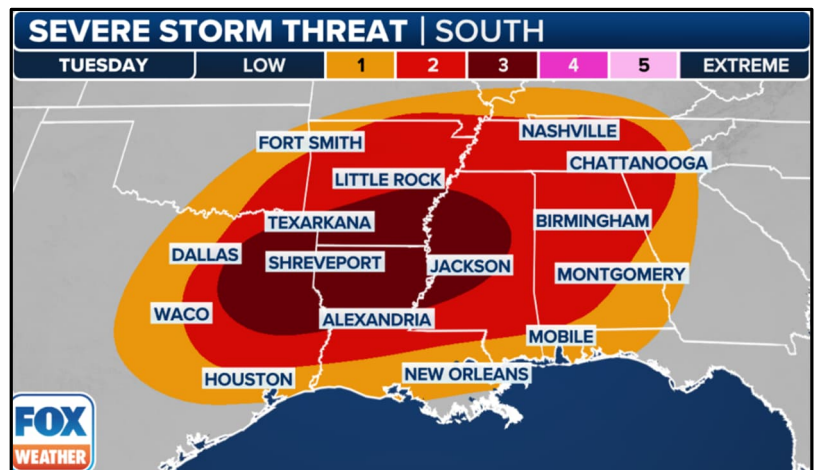 SEVERE STORM THREAT | SOUTH
TUESDAY LOW 1 2 3 4 5 EXTREME
NASHVILLE
FORT SMITH
CHATTANOOGA
LITTLE ROCK
TEXARKANA
BIRMINGHAM
DALLAS
SHREVEPORT
JACKSON
MONTGOMERY
WACO
ALEXANDRIA
MOBILE
HOUSTON
NEW ORLEANS
FOX
WEATHER